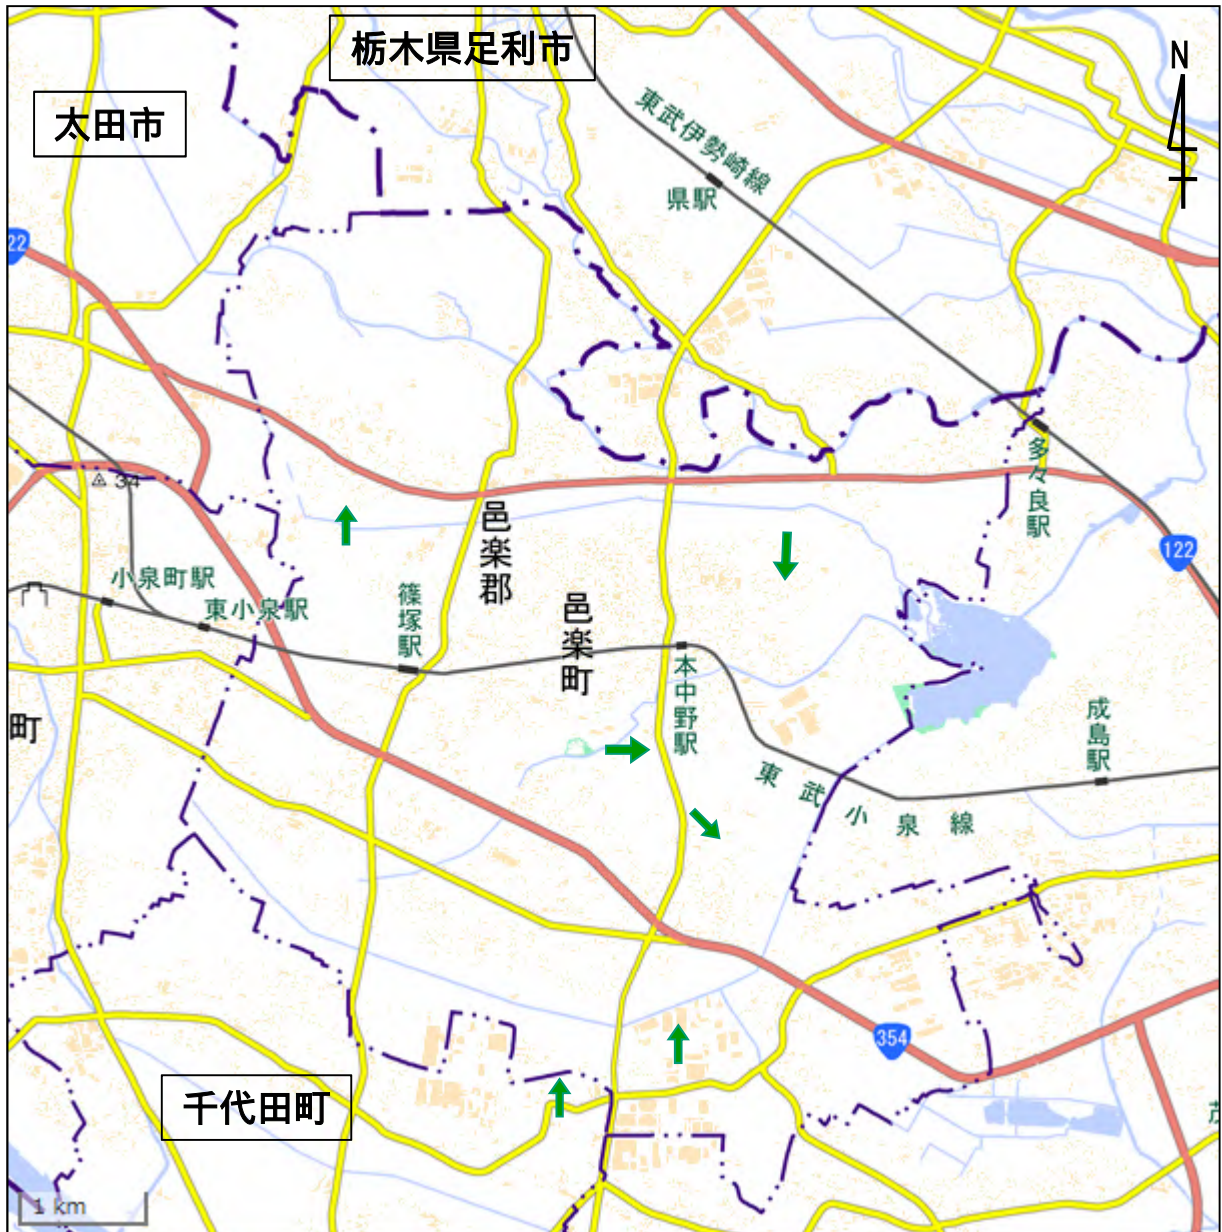 栃木県足利市
N
太田市
東武伊勢崎線
県駅
22
34
多々良駅
邑楽郡
122
小泉町駅
東小泉駅
篠塚駅
邑楽町
本中野駅
町
成島駅
東武小泉線
354
千代田町
1 km